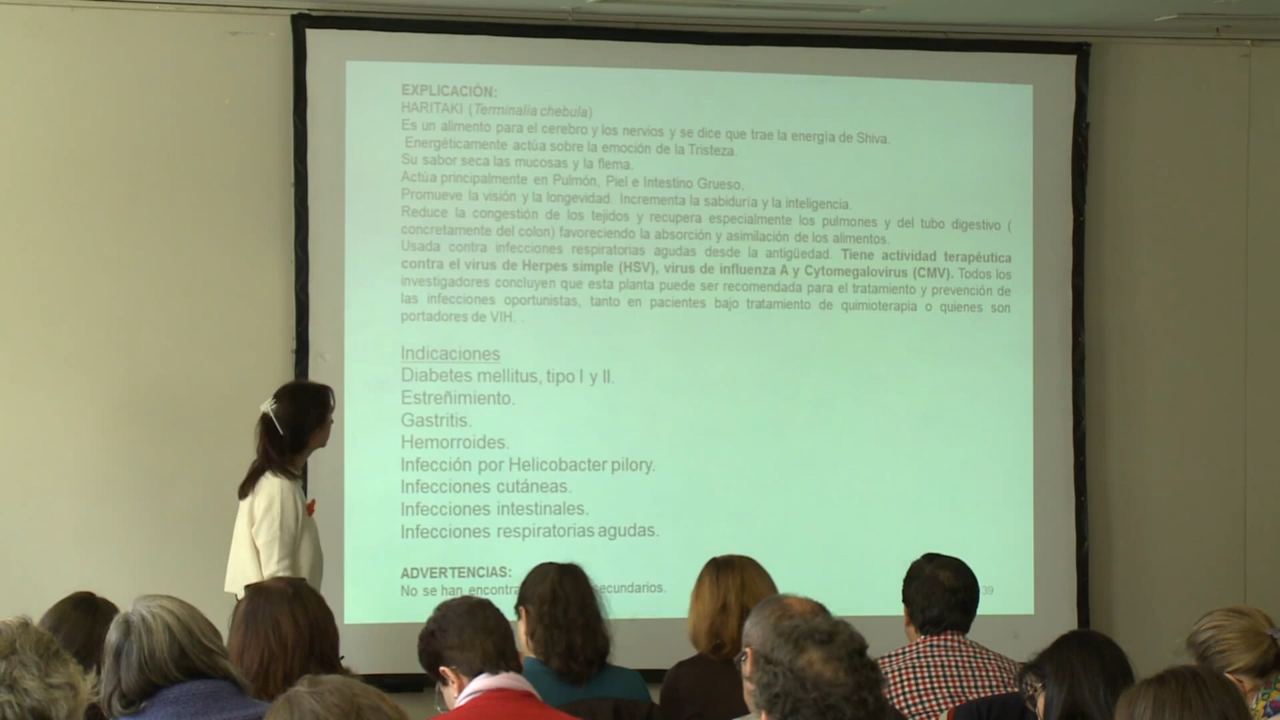 EXPLICACIÓN:
HARITAKI (Terminalia chebula)
Es un alimento para el cerebro y los nervios y se dice que trae la energía de Shiva.
Energéticamente actúa sobre la emoción de la Tristeza.
Su sabor seca las mucosas y la flema.
Actúa principalmente en Pulmón, Piel e Intestino Grueso.
Promueve la visión y la longevidad. Incrementa la sabiduría y la inteligencia.
Reduce la congestión de los tejidos y recupera especialmente los pulmones y del tubo digestivo (
concretamente del colon) favoreciendo la absorción y asimilación de los alimentos.
Usada contra infecciones respiratorias agudas desde la antigüedad. Tiene actividad terapéutica
contra el virus de Herpes simple (HSV), virus de influenza A y Cytomegalovirus (CMV). Todos los
investigadores concluyen que esta planta puede ser recomendada para el tratamiento y prevención de
las infecciones oportunistas, tanto en pacientes bajo tratamiento de quimioterapia o quienes son
portadores de VIH. .
Indicaciones
Diabetes mellitus, tipo I y II.
Estreñimiento.
Gastritis.
Hemorroides.
Infección por Helicobacter pilory.
Infecciones cutáneas.
Infecciones intestinales.
Infecciones respiratorias agudas.
ADVERTENCIAS:
No se han
39